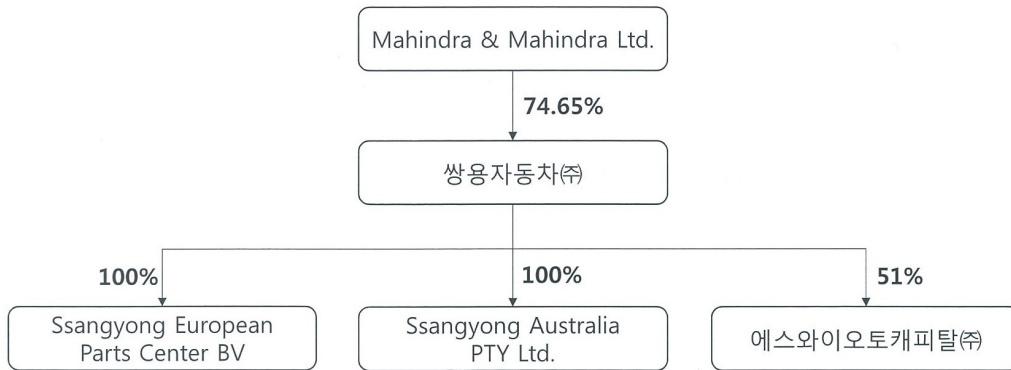 Mahindra & Mahindra Ltd.
74.65%
쌍용자동차㈜
100%
100%
51%
Ssangyong European
Parts Center BV
Ssangyong Australia
PTY Ltd.
에스와이오토캐피탈㈜